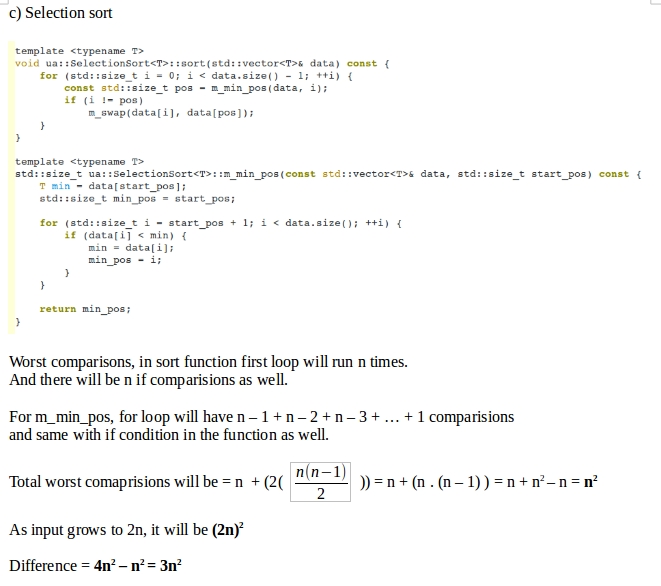 c) Selection sort
template <typename T>
void ua::SelectionSort<T>::sort(std::vector<T>& data) const {
    for (std::size_t i = 0; i < data.size() - 1; ++i) {
        const std::size_t pos = m_min_pos(data, i);
        if (i != pos)
            m_swap(data[i], data[pos]);
    }
}
template <typename T>
std::size_t ua::SelectionSort<T>::m_min_pos(const std::vector<T>& data, std::size_t start_pos) const {
    T min = data[start_pos];
    std::size_t min_pos = start_pos;
    for (std::size_t i = start_pos + 1; i < data.size(); ++i) {
        if (data[i] < min) {
            min = data[i];
            min_pos = i;
        }
    }
    return min_pos;
}
Worst comparisons, in sort function first loop will run n times.
And there will be n if comparisions as well.
For m_min_pos, for loop will have n – 1 + n – 2 + n – 3 + … + 1 comparisions
and same with if condition in the function as well.
Total worst comaprisions will be = n + (2( n(n−1)/2 )) = n + (n . (n – 1) ) = n + n² – n = n²
As input grows to 2n, it will be (2n)²
Difference = 4n² – n² = 3n²